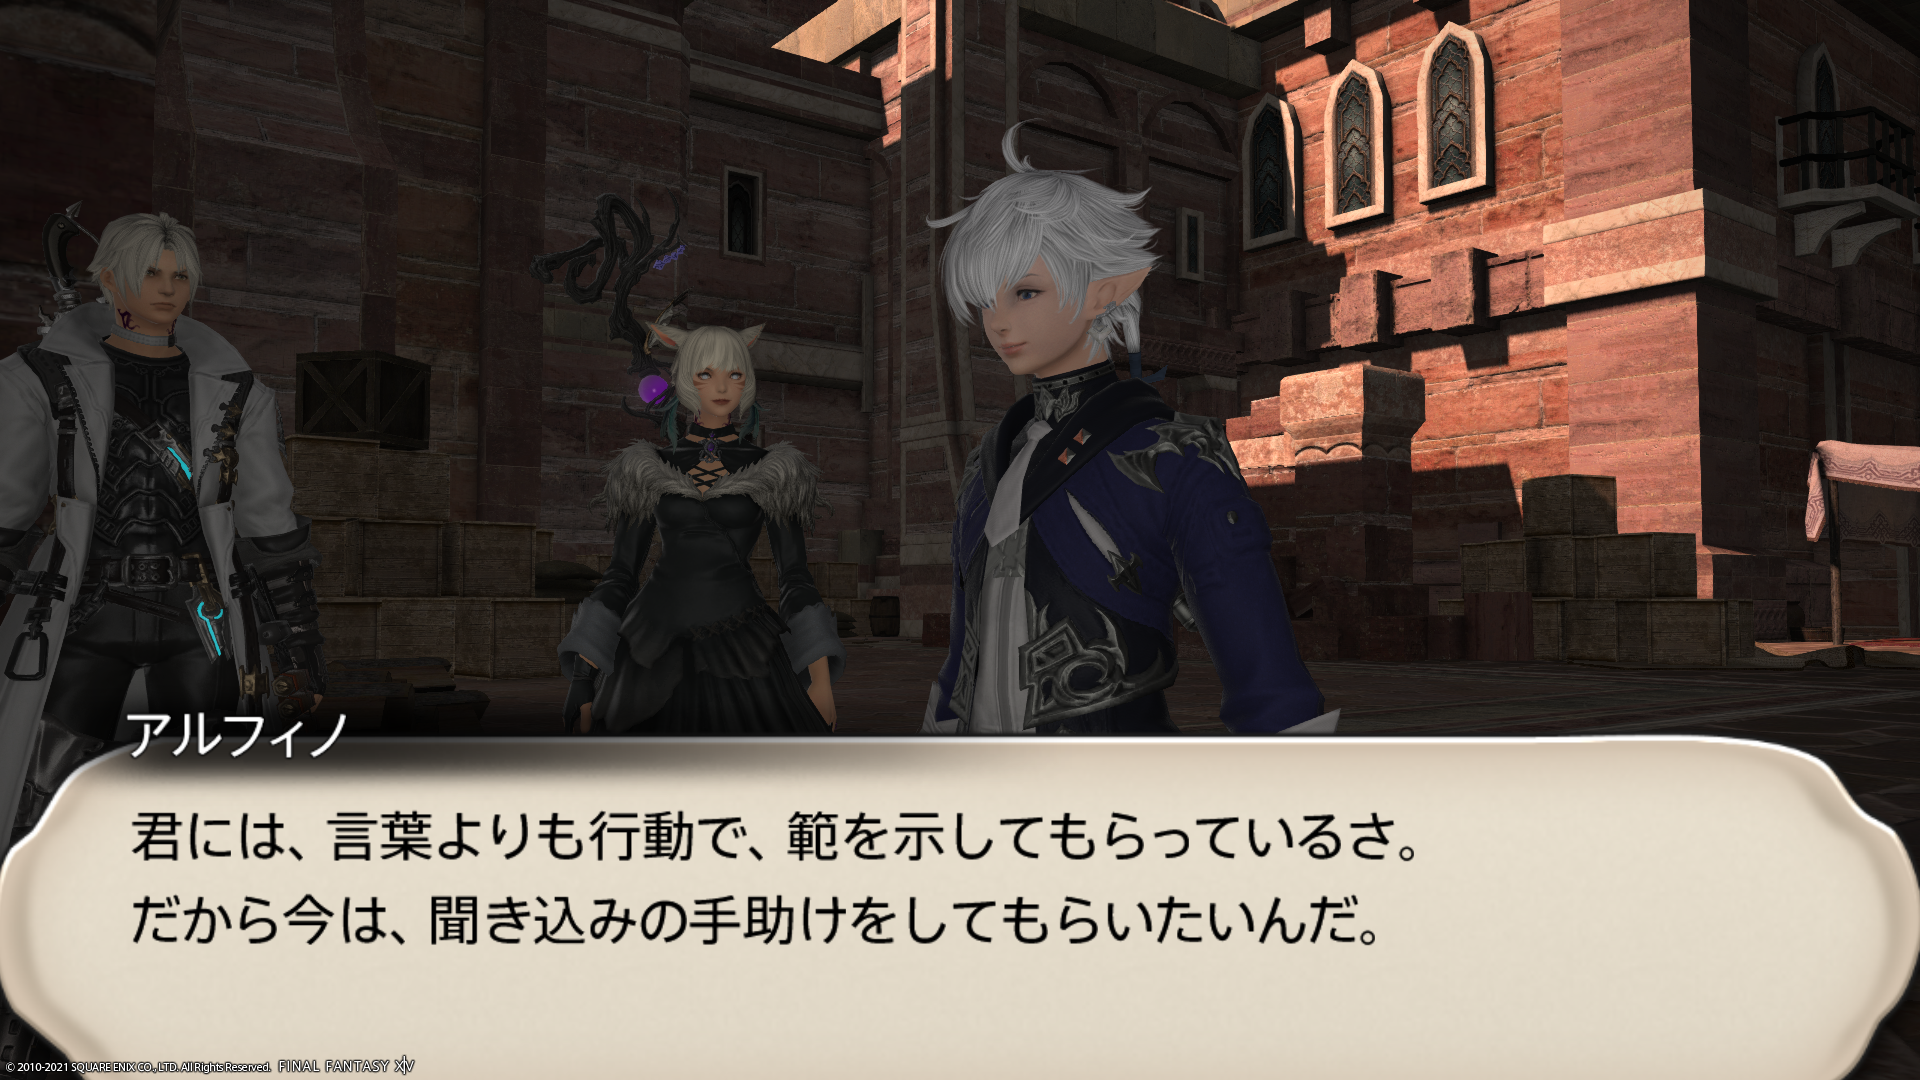 アルフィノ
君には、言葉よりも行動で、範を示してもらっているさ。
だから今は、聞き込みの手助けをしてもらいたいんだ。
© 2010-2021 SQUARE ENIX CO., LTD. All Rights Reserved. FINAL FANTASY XIV